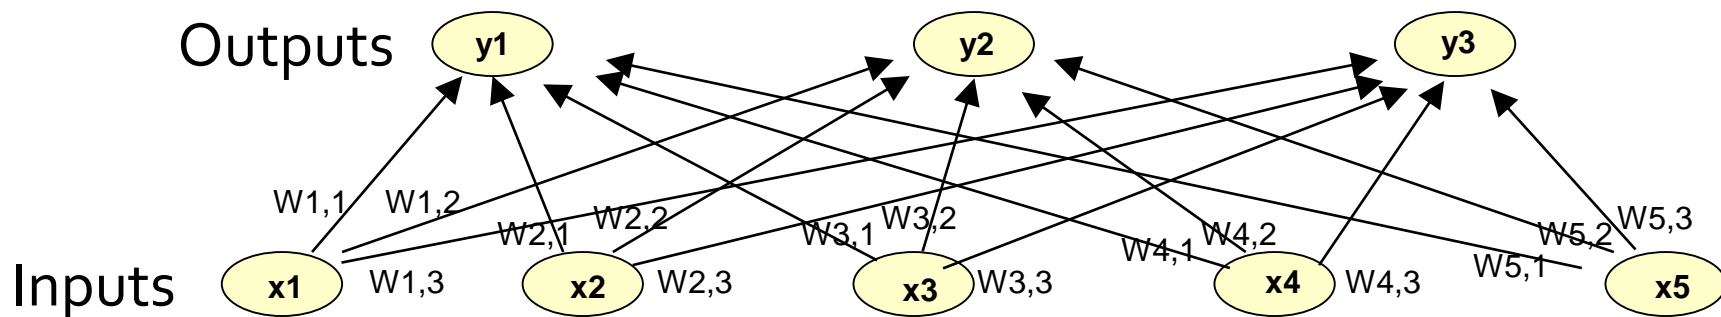 Outputs y1 y2 y3
W1,1 W1,2 W2,1 W2,2 W3,1 W3,2 W4,1 W4,2 W5,1 W5,2 W5,3
Inputs x1 W1,3 x2 W2,3 x3 W3,3 x4 W4,3 x5